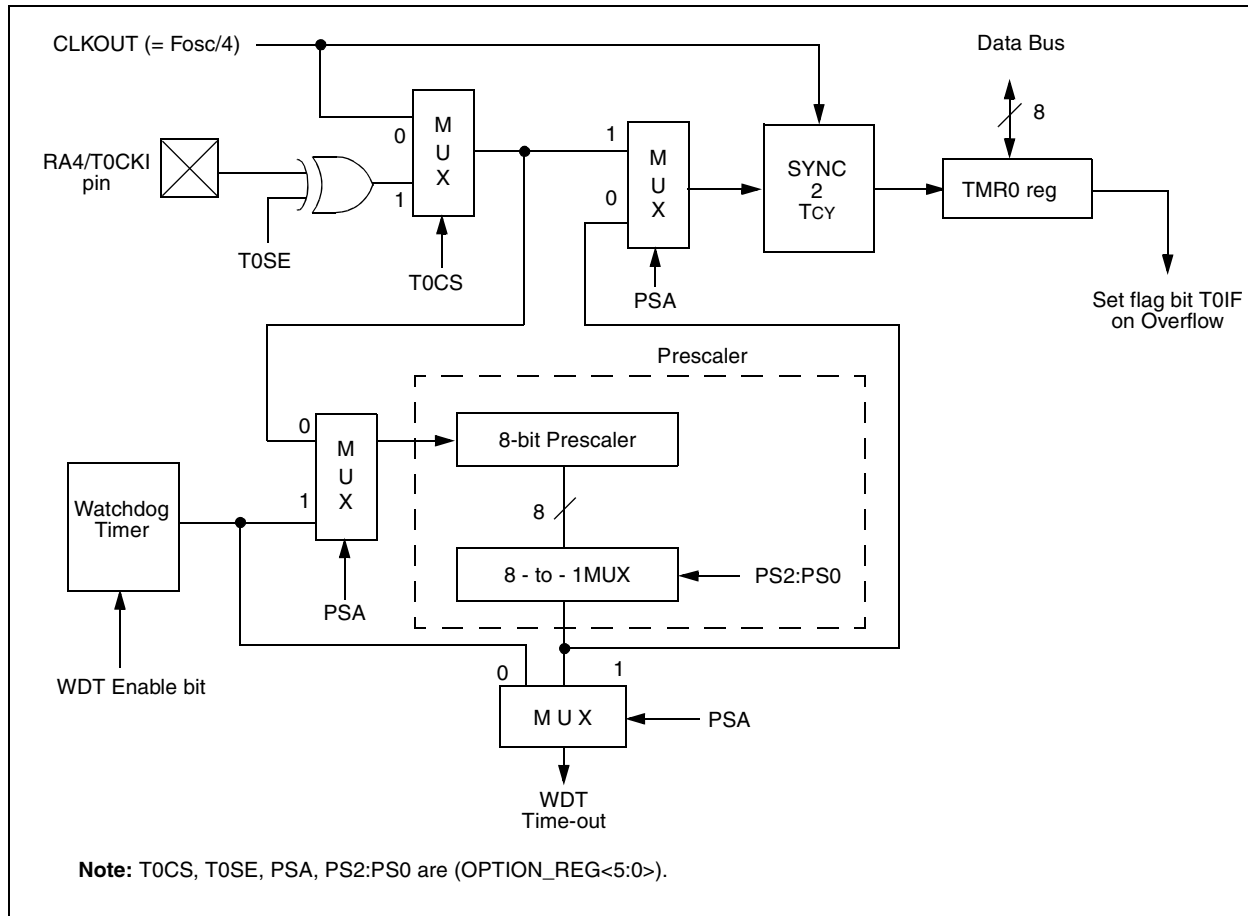 CLKOUT (= Fosc/4)
Data Bus
8
RA4/T0CKI
pin
T0SE
0
1
M
U
X
T0CS
1
0
M
U
X
PSA
SYNC
2
TCY
TMR0 reg
Set flag bit T0IF
on Overflow
Prescaler
0
1
M
U
X
PSA
8-bit Prescaler
8
8 - to - 1MUX
PS2:PS0
Watchdog
Timer
WDT Enable bit
0
1
M U X
PSA
WDT
Time-out
Note: T0CS, T0SE, PSA, PS2:PS0 are (OPTION_REG<5:0>).